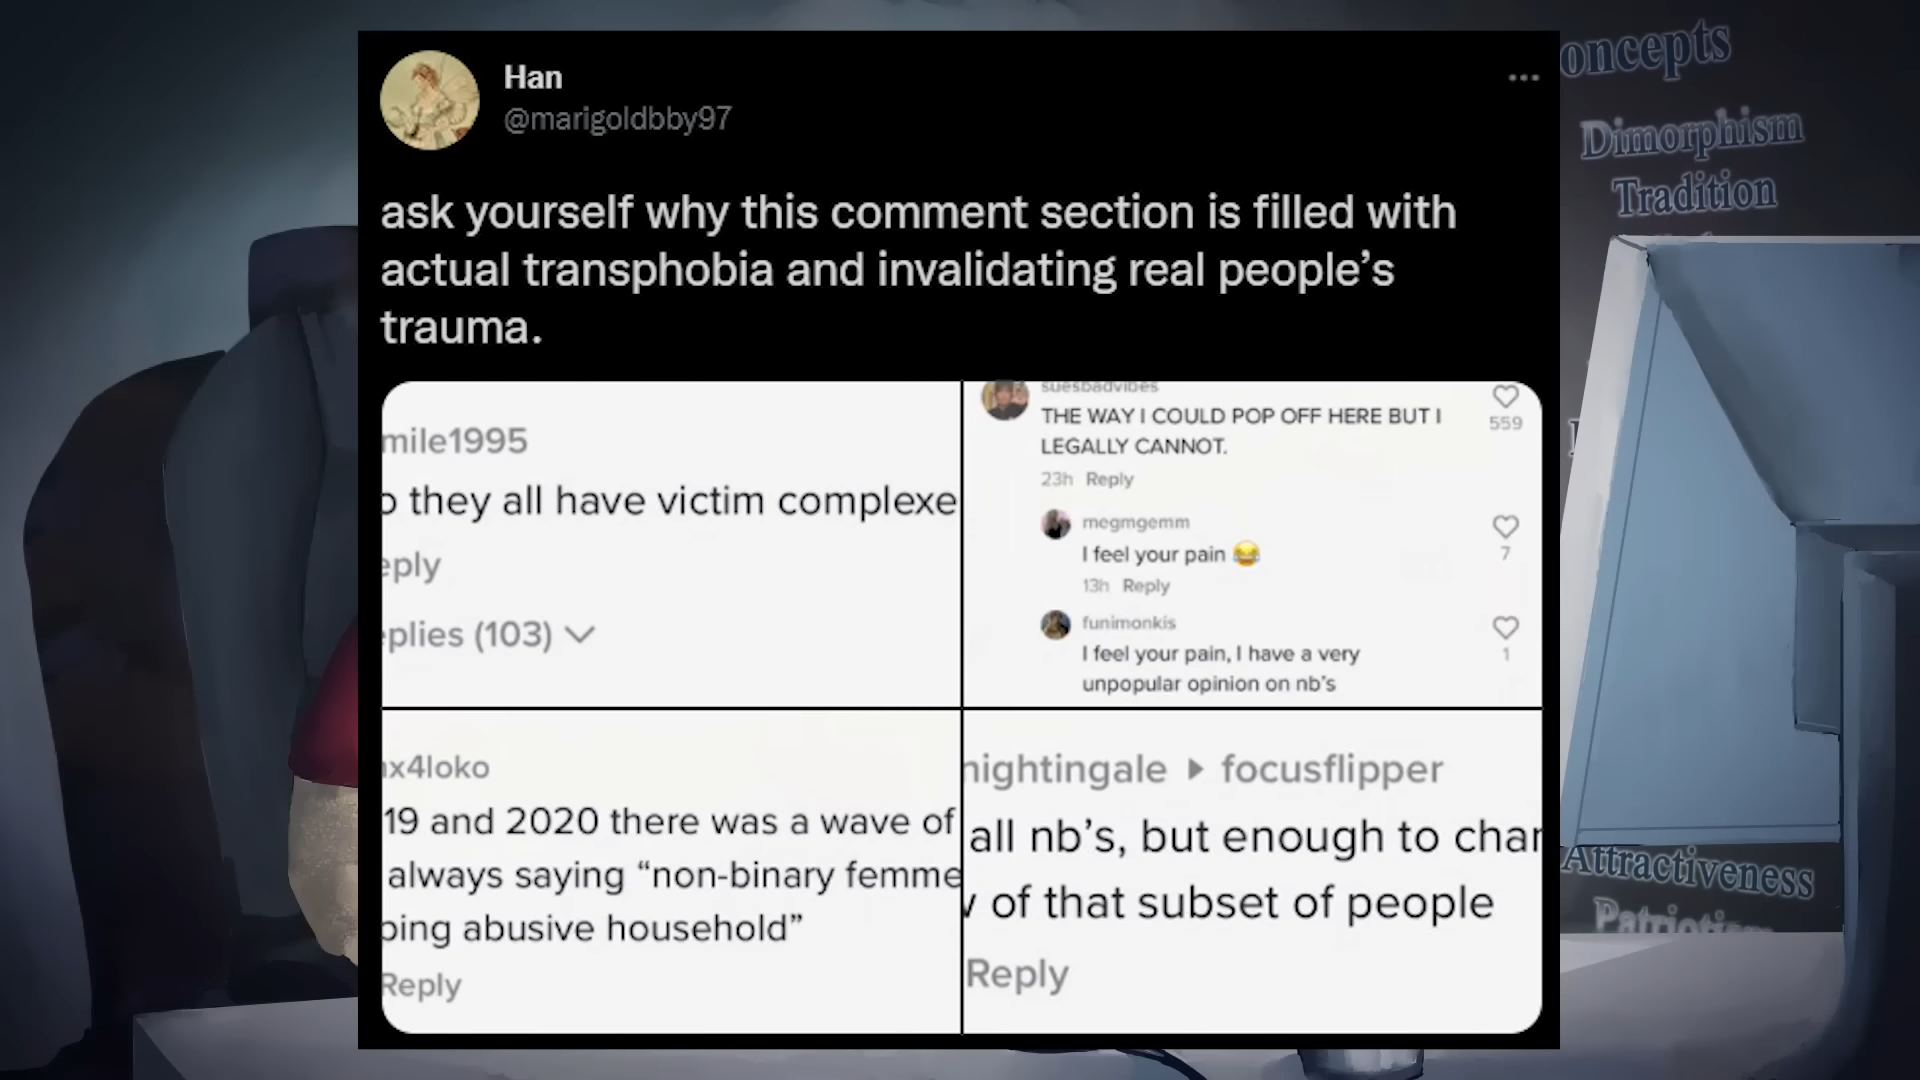 Han
@marigoldbby97
ask yourself why this comment section is filled with
actual transphobia and invalidating real people's
trauma.
mile1995
o they all have victim complexe
eply
plies (103)
suesbadvibes
THE WAY I COULD POP OFF HERE BUT I
LEGALLY CANNOT.
559
23h Reply
megmgemm
I feel your pain 😂
7
13h Reply
funimonkis
I feel your pain, I have a very
unpopular opinion on nb's
1
x4loko
19 and 2020 there was a wave of
always saying “non-binary femme
ping abusive household”
Reply
nightingale ▸ focusflipper
all nb's, but enough to char
of that subset of people
Reply
oncepts
Dimorphism
Tradition
Attractiveness